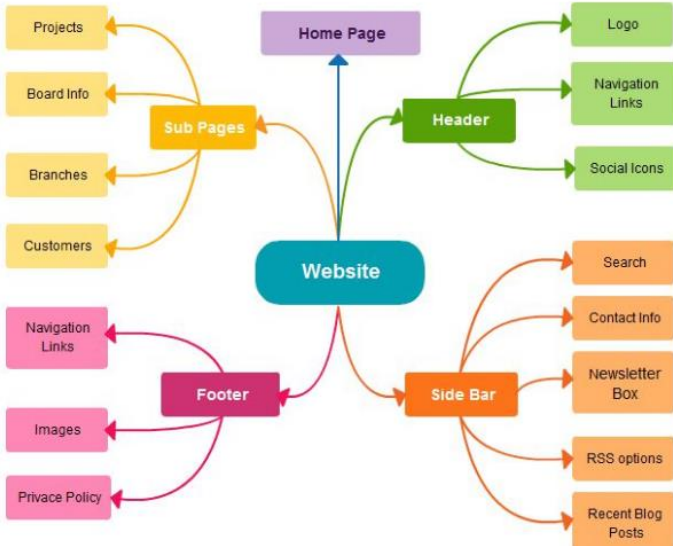 Home Page
Projects
Board Info
Branches
Customers
Sub Pages
Header
Logo
Navigation
Links
Social Icons
Website
Navigation
Links
Images
Privace Policy
Footer
Side Bar
Search
Contact Info
Newsletter
Box
RSS options
Recent Blog
Posts